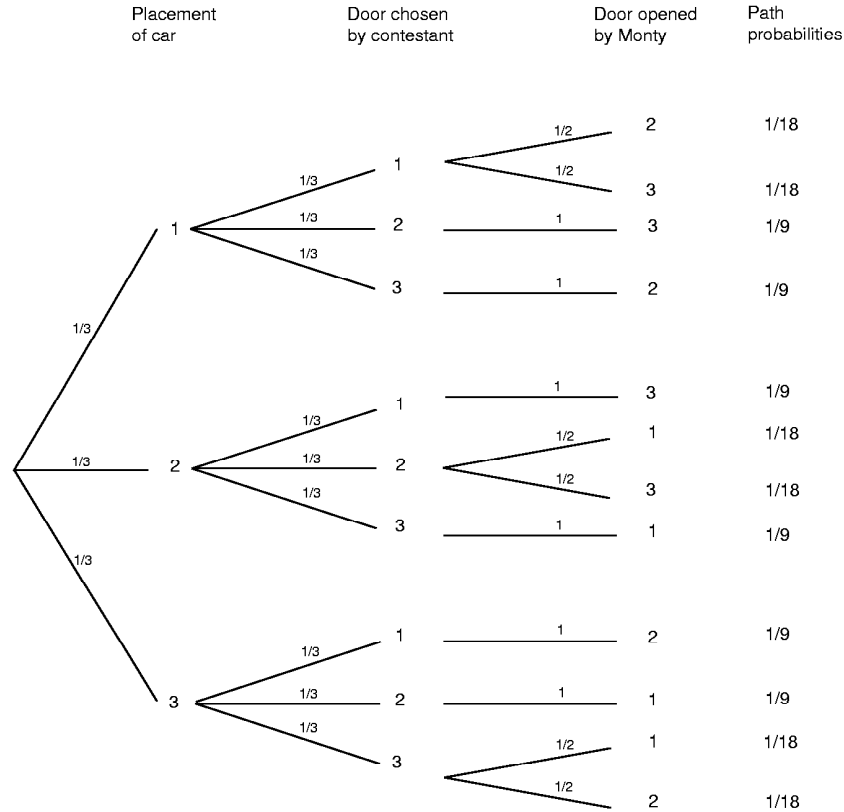 Placement Door chosen Door opened Path
of car by contestant by Monty probabilities
1/2 2 1/18
1 1/3
1/2 3 1/18
1 1/3 2 1 3 1/9
1/3
3 1 2 1/9
1/3
1 1 3 1/9
1/3 1/2 1 1/18
1/3 2 1/3 2
1/3 1/2 3 1/18
3 1 1 1/9
1/3
1 1 2 1/9
1/3
3 1/3 2 1 1 1/9
1/3 1/2 1 1/18
3
1/2 2 1/18